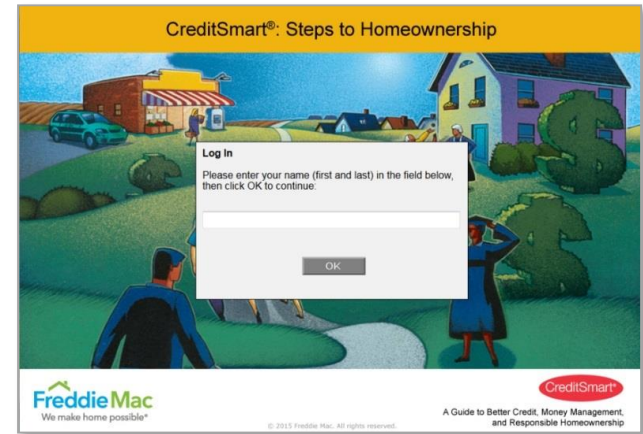 CreditSmart®: Steps to Homeownership
Log In
Please enter your name (first and last) in the field below,
then click OK to continue:
OK
FreddieMac
We make home possible®
© 2015 Freddie Mac. All rights reserved.
CreditSmart®
A Guide to Better Credit, Money Management,
and Responsible Homeownership